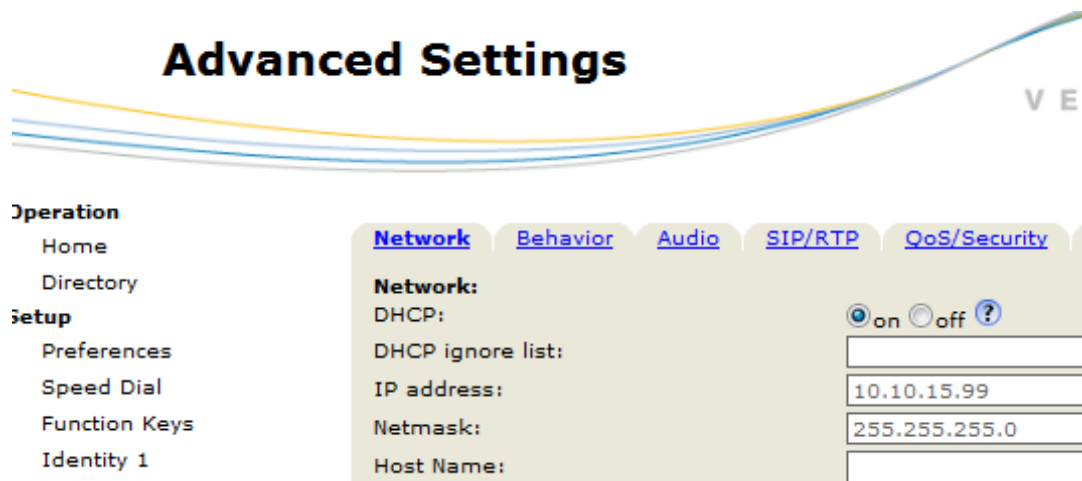 Advanced Settings
V E
Operation
Home
Directory
Setup
Preferences
Speed Dial
Function Keys
Identity 1
Network Behavior Audio SIP/RTP QoS/Security
Network:
DHCP: on off ?
DHCP ignore list:
IP address: 10.10.15.99
Netmask: 255.255.255.0
Host Name: